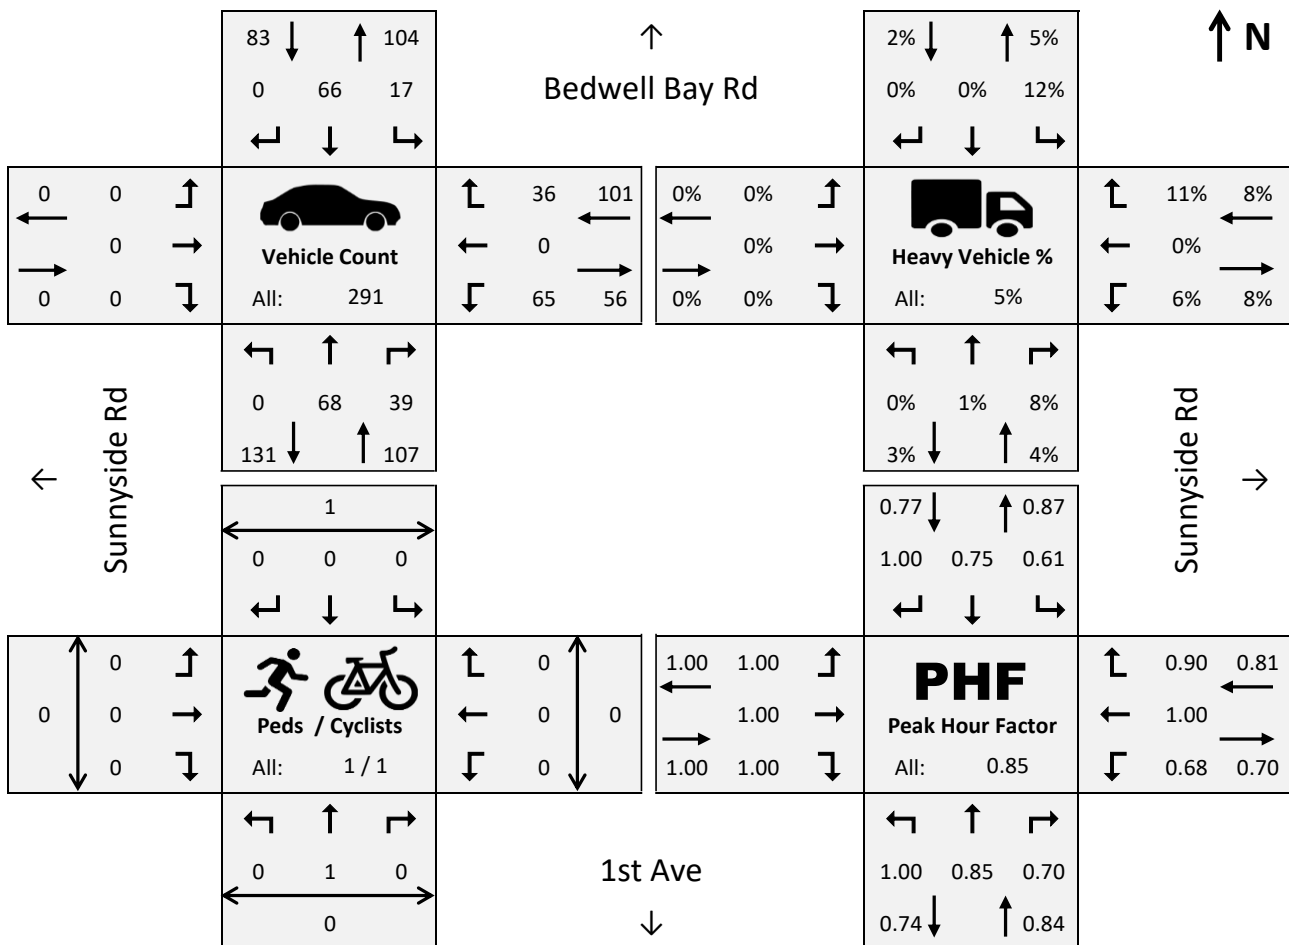 83 104 2% 5% N
Bedwell Bay Rd
0 66 17 0% 0% 12%
0 0 36 101 0% 0% 11% 8%
0 0 0% 0%
Vehicle Count Heavy Vehicle %
0 0 All: 291 65 56 0% 0% All: 5% 6% 8%
0 68 39 0% 1% 8%
131 107 3% 4%
Sunnyside Rd Sunnyside Rd
1 0.77 0.87
0 0 0 1.00 0.75 0.61
0 0 1.00 1.00 PHF 0.90 0.81
0 0 0 0 1.00 1.00
Peds / Cyclists Peak Hour Factor
0 All: 1 / 1 0 1.00 1.00 All: 0.85 0.68 0.70
0 1 0 1st Ave 1.00 0.85 0.70
0 0.74 0.84